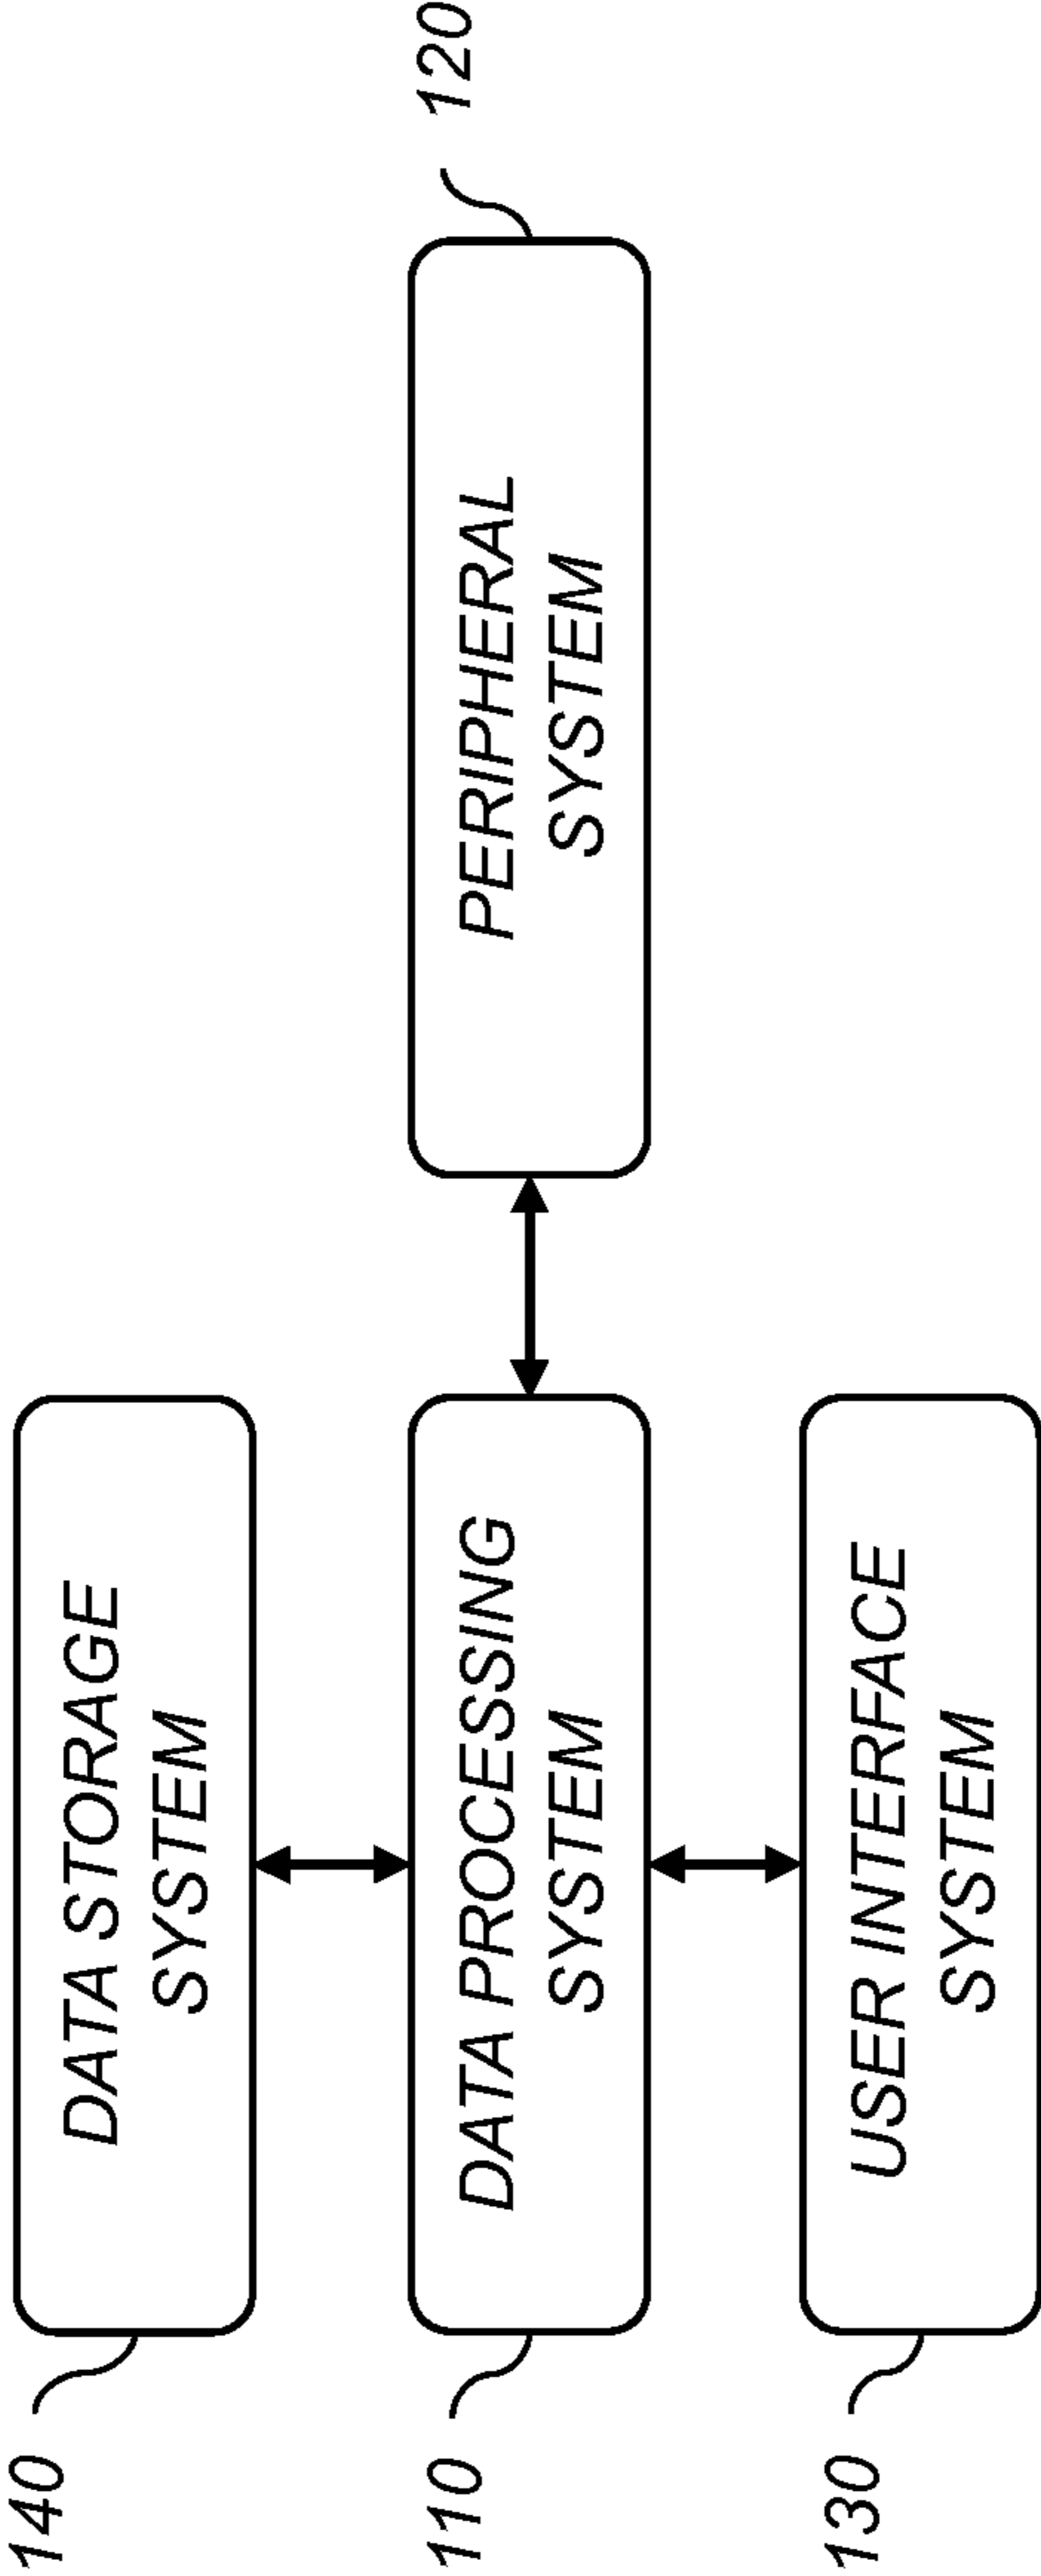 140
DATA STORAGE
SYSTEM
110
DATA PROCESSING
SYSTEM
PERIPHERAL
SYSTEM
120
130
USER INTERFACE
SYSTEM